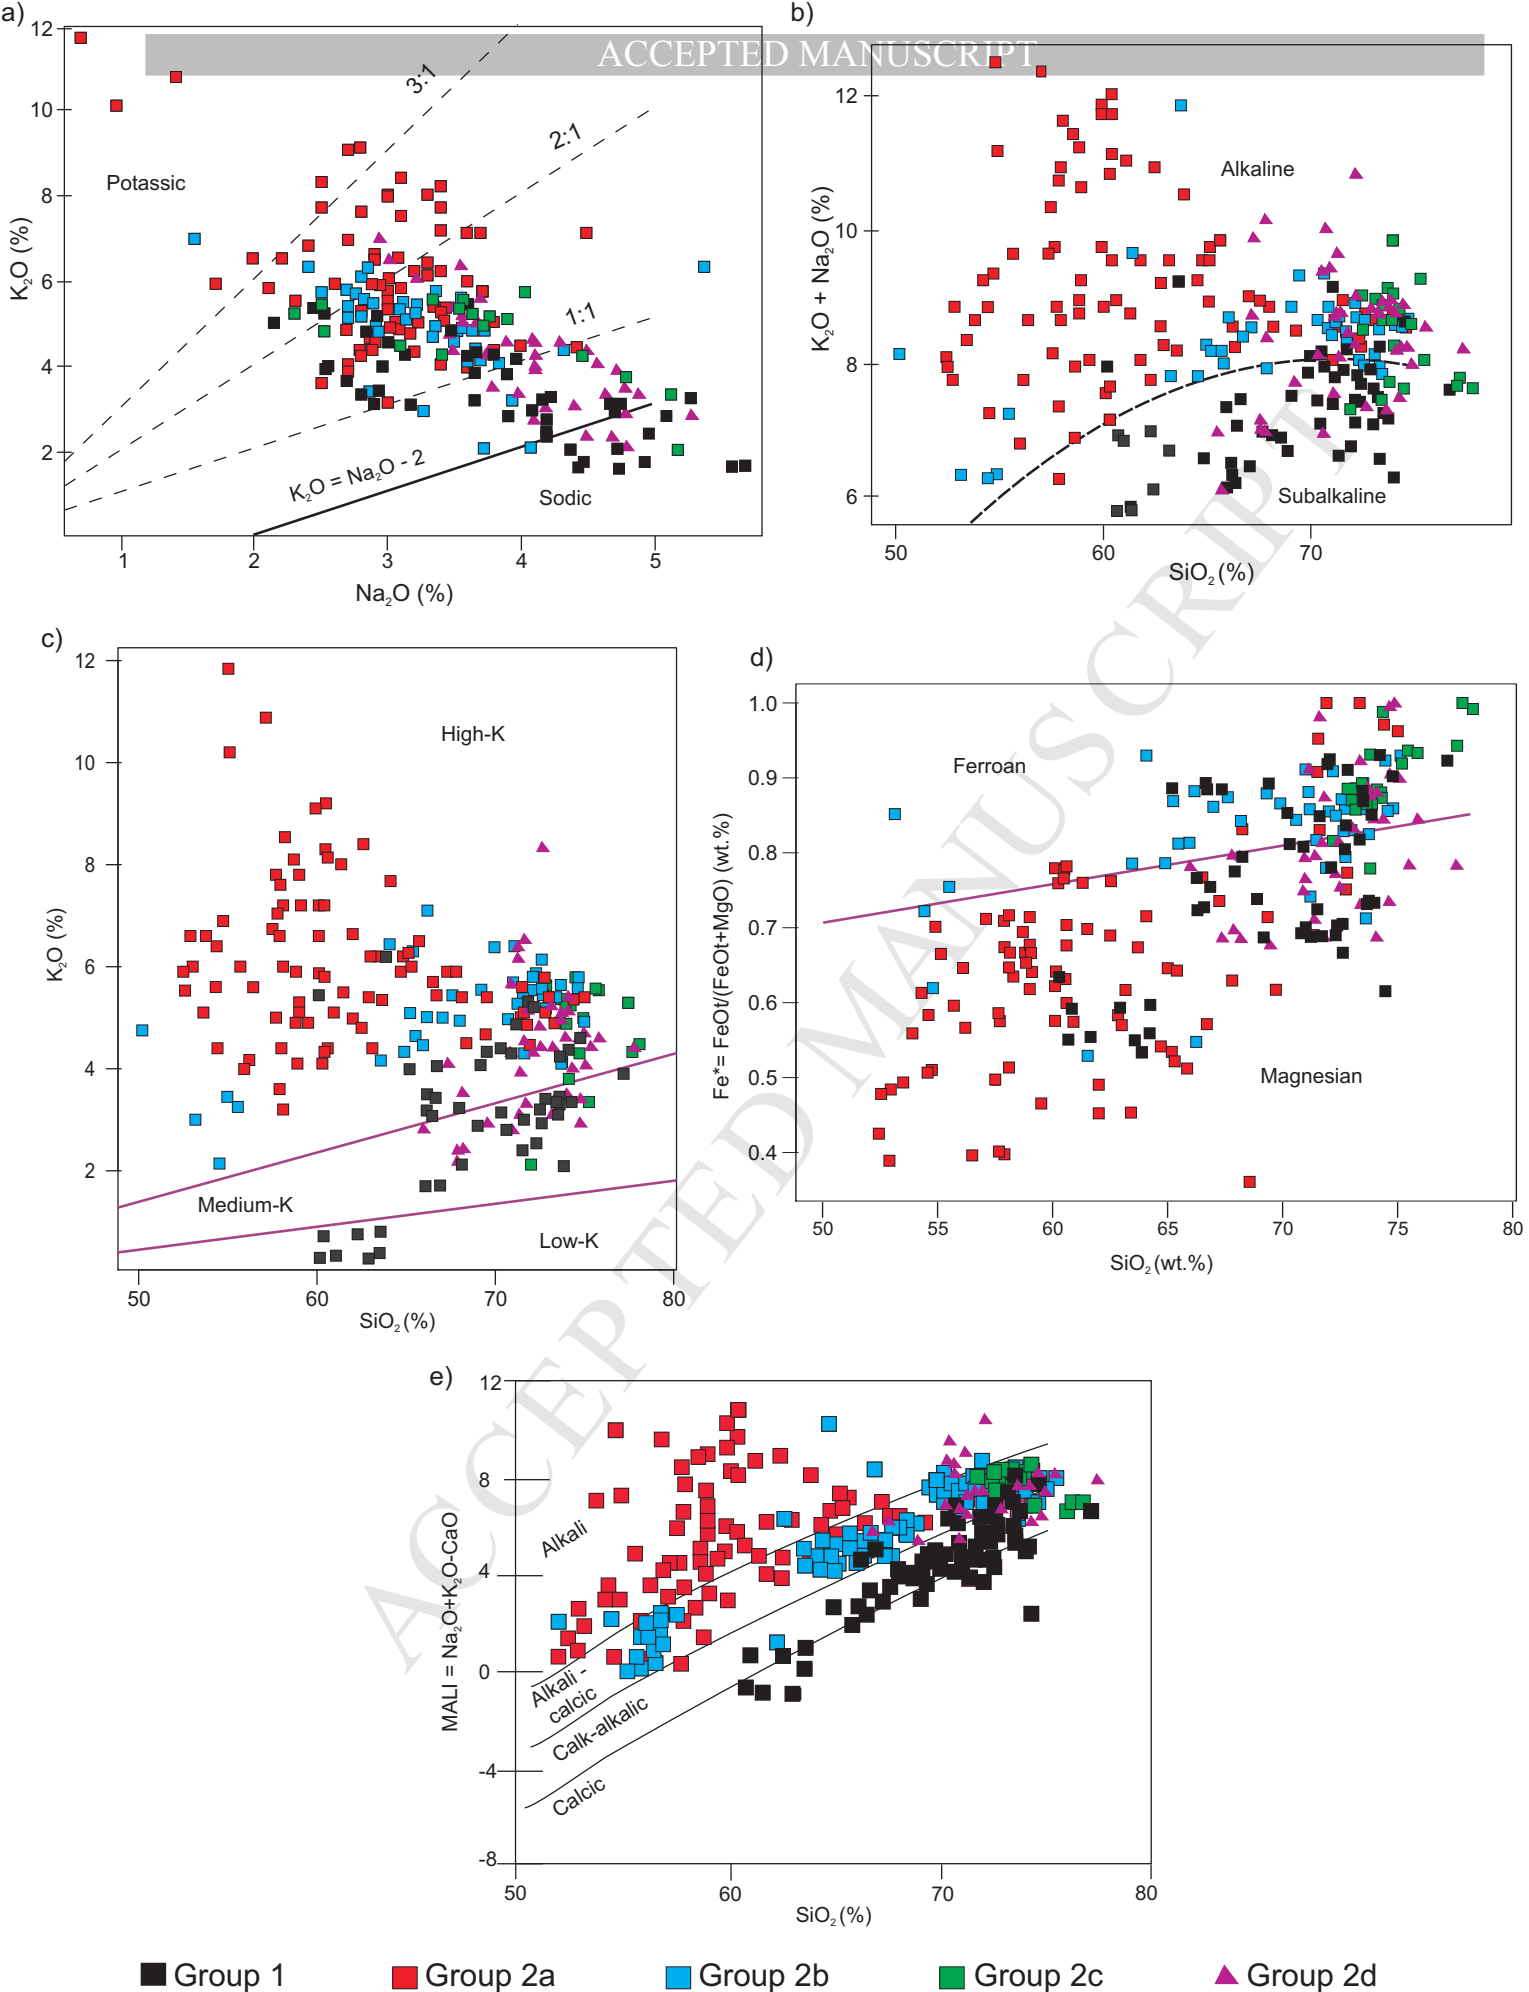 a)
ACCEPTED MANUSCRIPT
12
10
8
6
4
2
K₂O (%)
Potassic
3:1
2:1
1:1
K₂O = Na₂O - 2
Sodic
1
2
3
4
5
Na₂O (%)
b)
12
10
8
6
K₂O + Na₂O (%)
Alkaline
Subalkaline
50
60
70
SiO₂ (%)
c)
12
10
8
6
4
2
K₂O (%)
High-K
Medium-K
Low-K
50
60
70
80
SiO₂ (%)
d)
1.0
0.9
0.8
0.7
0.6
0.5
0.4
Fe*= FeOt/(FeOt+MgO) (wt.%)
Ferroan
Magnesian
50
55
60
65
70
75
80
SiO₂ (wt.%)
e)
12
8
4
0
-4
-8
MALI = Na₂O+K₂O-CaO
Alkali
Alkali -
calcic
Calk-alkalic
Calcic
50
60
70
80
SiO₂ (%)
ACCEPTED MANUSCRIPT
Group 1
Group 2a
Group 2b
Group 2c
Group 2d